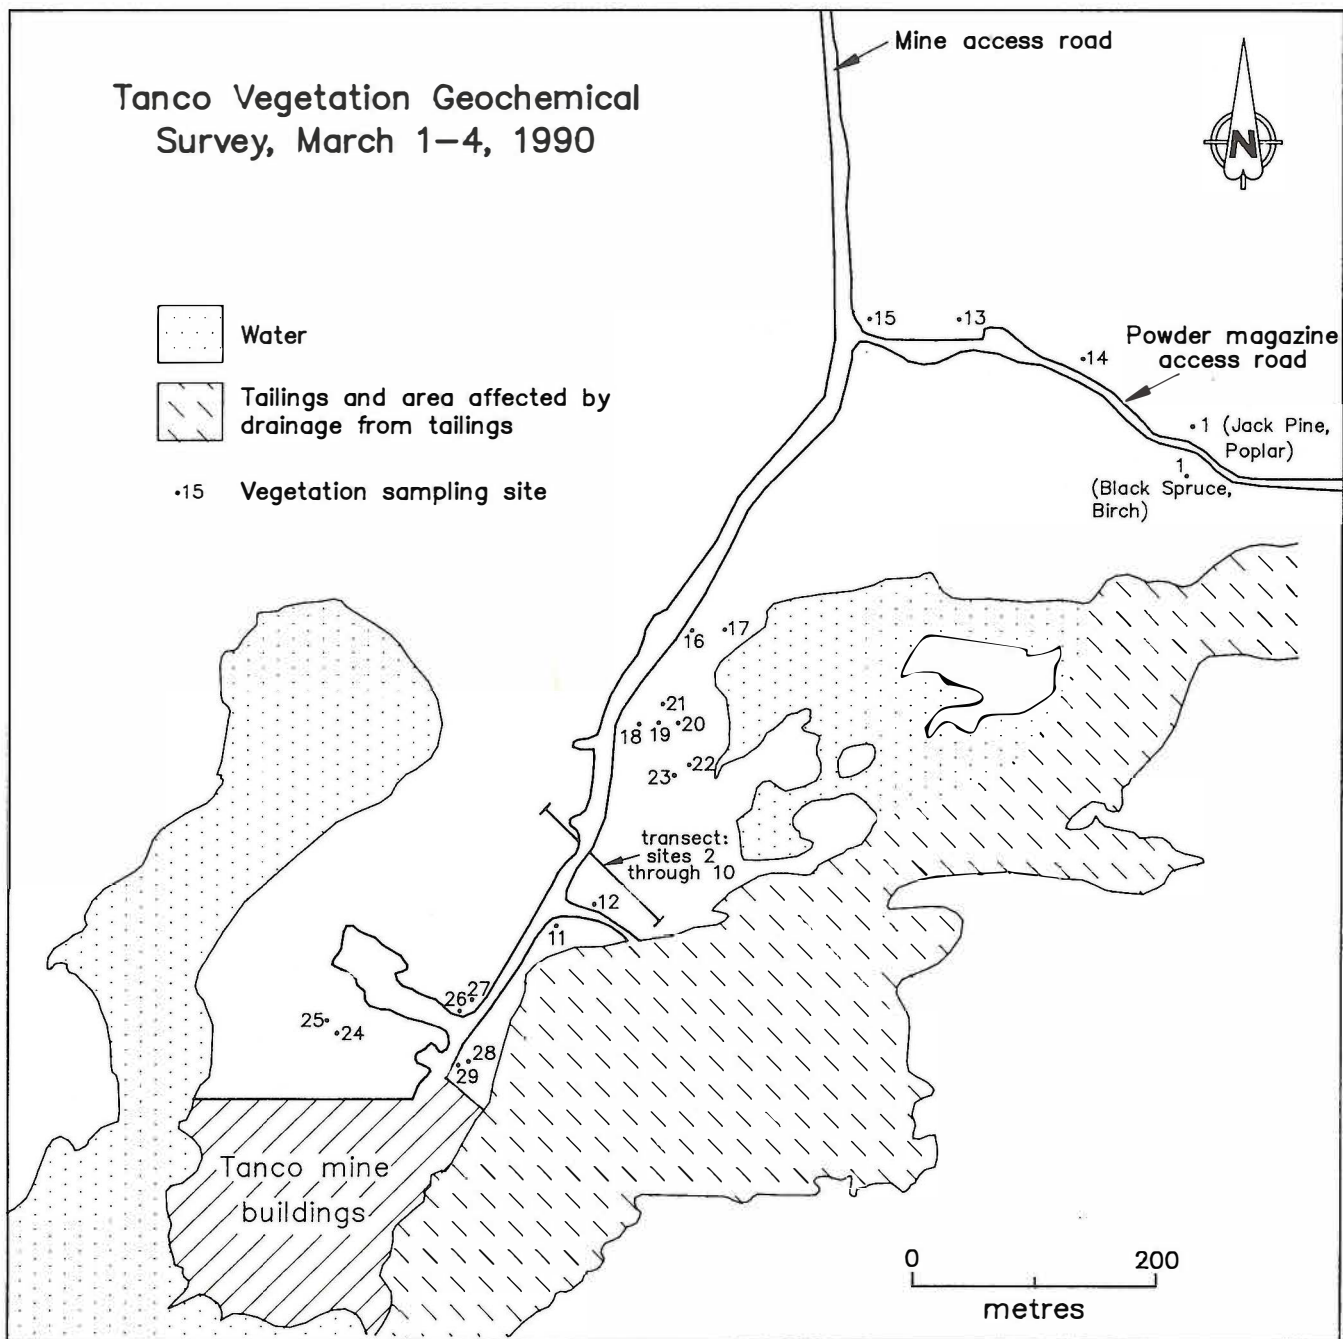 Mine access road
Tanco Vegetation Geochemical
Survey, March 1–4, 1990
N
Water
Tailings and area affected by
drainage from tailings
•15 Vegetation sampling site
15
13
14
Powder magazine
access road
1 (Jack Pine,
Poplar)
1
(Black Spruce,
Birch)
16
17
21
18
19
20
22
23
transect:
sites 2
through 10
12
11
27
26
25
24
28
29
Tanco mine
buildings
0 200
metres